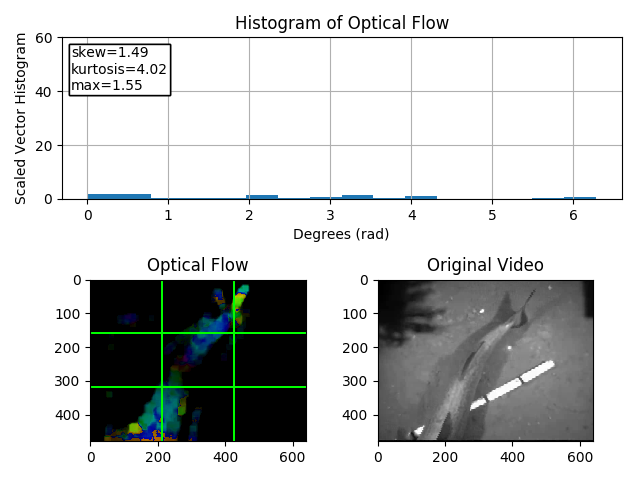 Histogram of Optical Flow
Scaled Vector Histogram
60
40
20
0
skew=1.49
kurtosis=4.02
max=1.55
0 1 2 3 4 5 6
Degrees (rad)
Optical Flow
0
100
200
300
400
0 200 400 600
Original Video
0
100
200
300
400
0 200 400 600